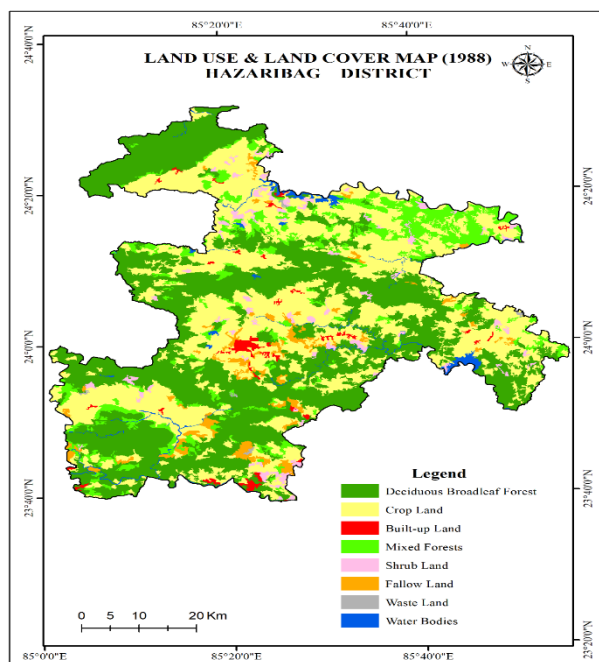 85°20'0"E 85°40'0"E
24°40'0"N 24°40'0"N
LAND USE & LAND COVER MAP (1988)
HAZARIBAG DISTRICT
N
W E
S
24°20'0"N 24°20'0"N
24°0'0"N 24°0'0"N
23°40'0"N 23°40'0"N
Legend
Deciduous Broadleaf Forest
Crop Land
Built-up Land
Mixed Forests
Shrub Land
Fallow Land
Waste Land
Water Bodies
0 5 10 20 Km
23°20'0"N
85°0'0"E 85°20'0"E 85°40'0"E